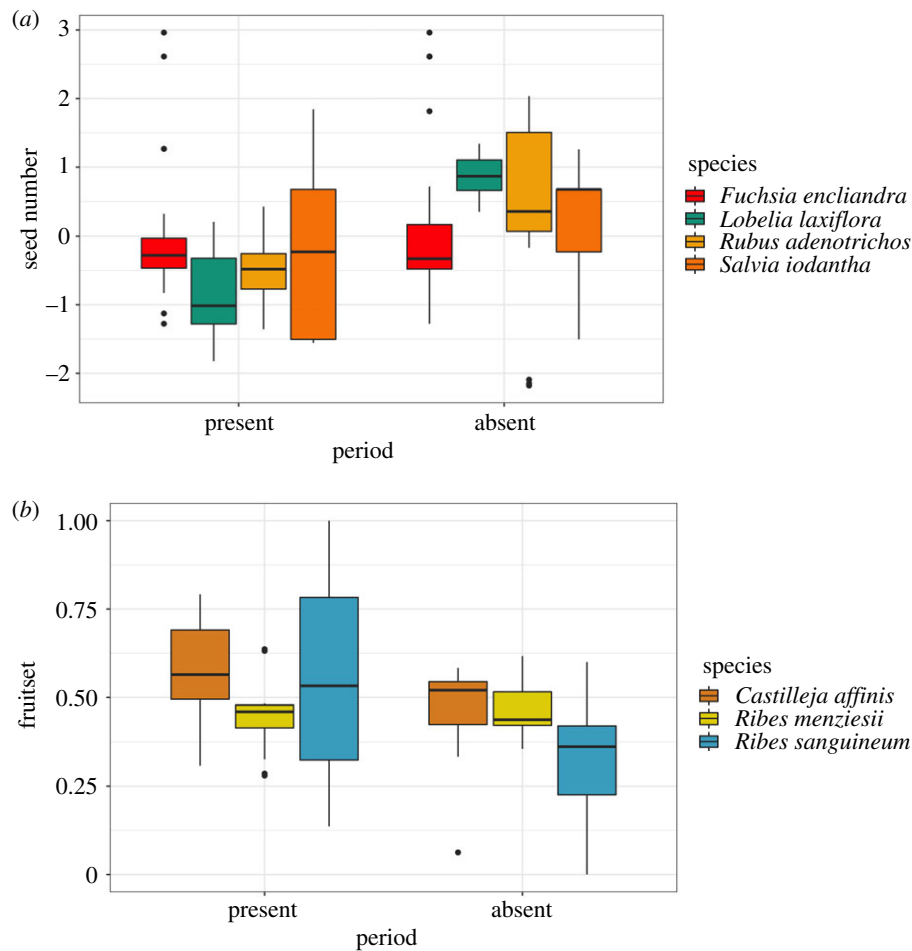 (a)
3
2
1
0
−1
−2
seed number
present
absent
period
species
Fuchsia encliandra
Lobelia laxiflora
Rubus adenotrichos
Salvia iodantha
(b)
1.00
0.75
0.50
0.25
0
fruitset
present
absent
period
species
Castilleja affinis
Ribes menziesii
Ribes sanguineum